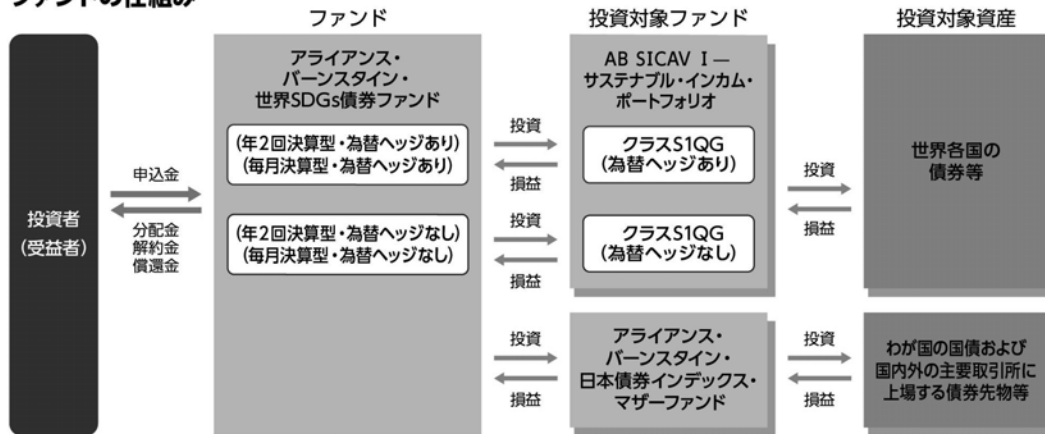 ファンドの仕組み
ファンド
投資対象ファンド
投資対象資産
投資者
(受益者)
申込金
分配金
解約金
償還金
アライアンス・
バーンスタイン・
世界SDGs債券ファンド
(年2回決算型・為替ヘッジあり)
(毎月決算型・為替ヘッジあり)
(年2回決算型・為替ヘッジなし)
(毎月決算型・為替ヘッジなし)
投資
損益
投資
損益
投資
損益
AB SICAV I―
サステナブル・インカム・
ポートフォリオ
クラスS1QG
(為替ヘッジあり)
クラスS1QG
(為替ヘッジなし)
アライアンス・
バーンスタイン・
日本債券インデックス・
マザーファンド
投資
損益
投資
損益
世界各国の
債券等
わが国の国債および
国内外の主要取引所に
上場する債券先物等